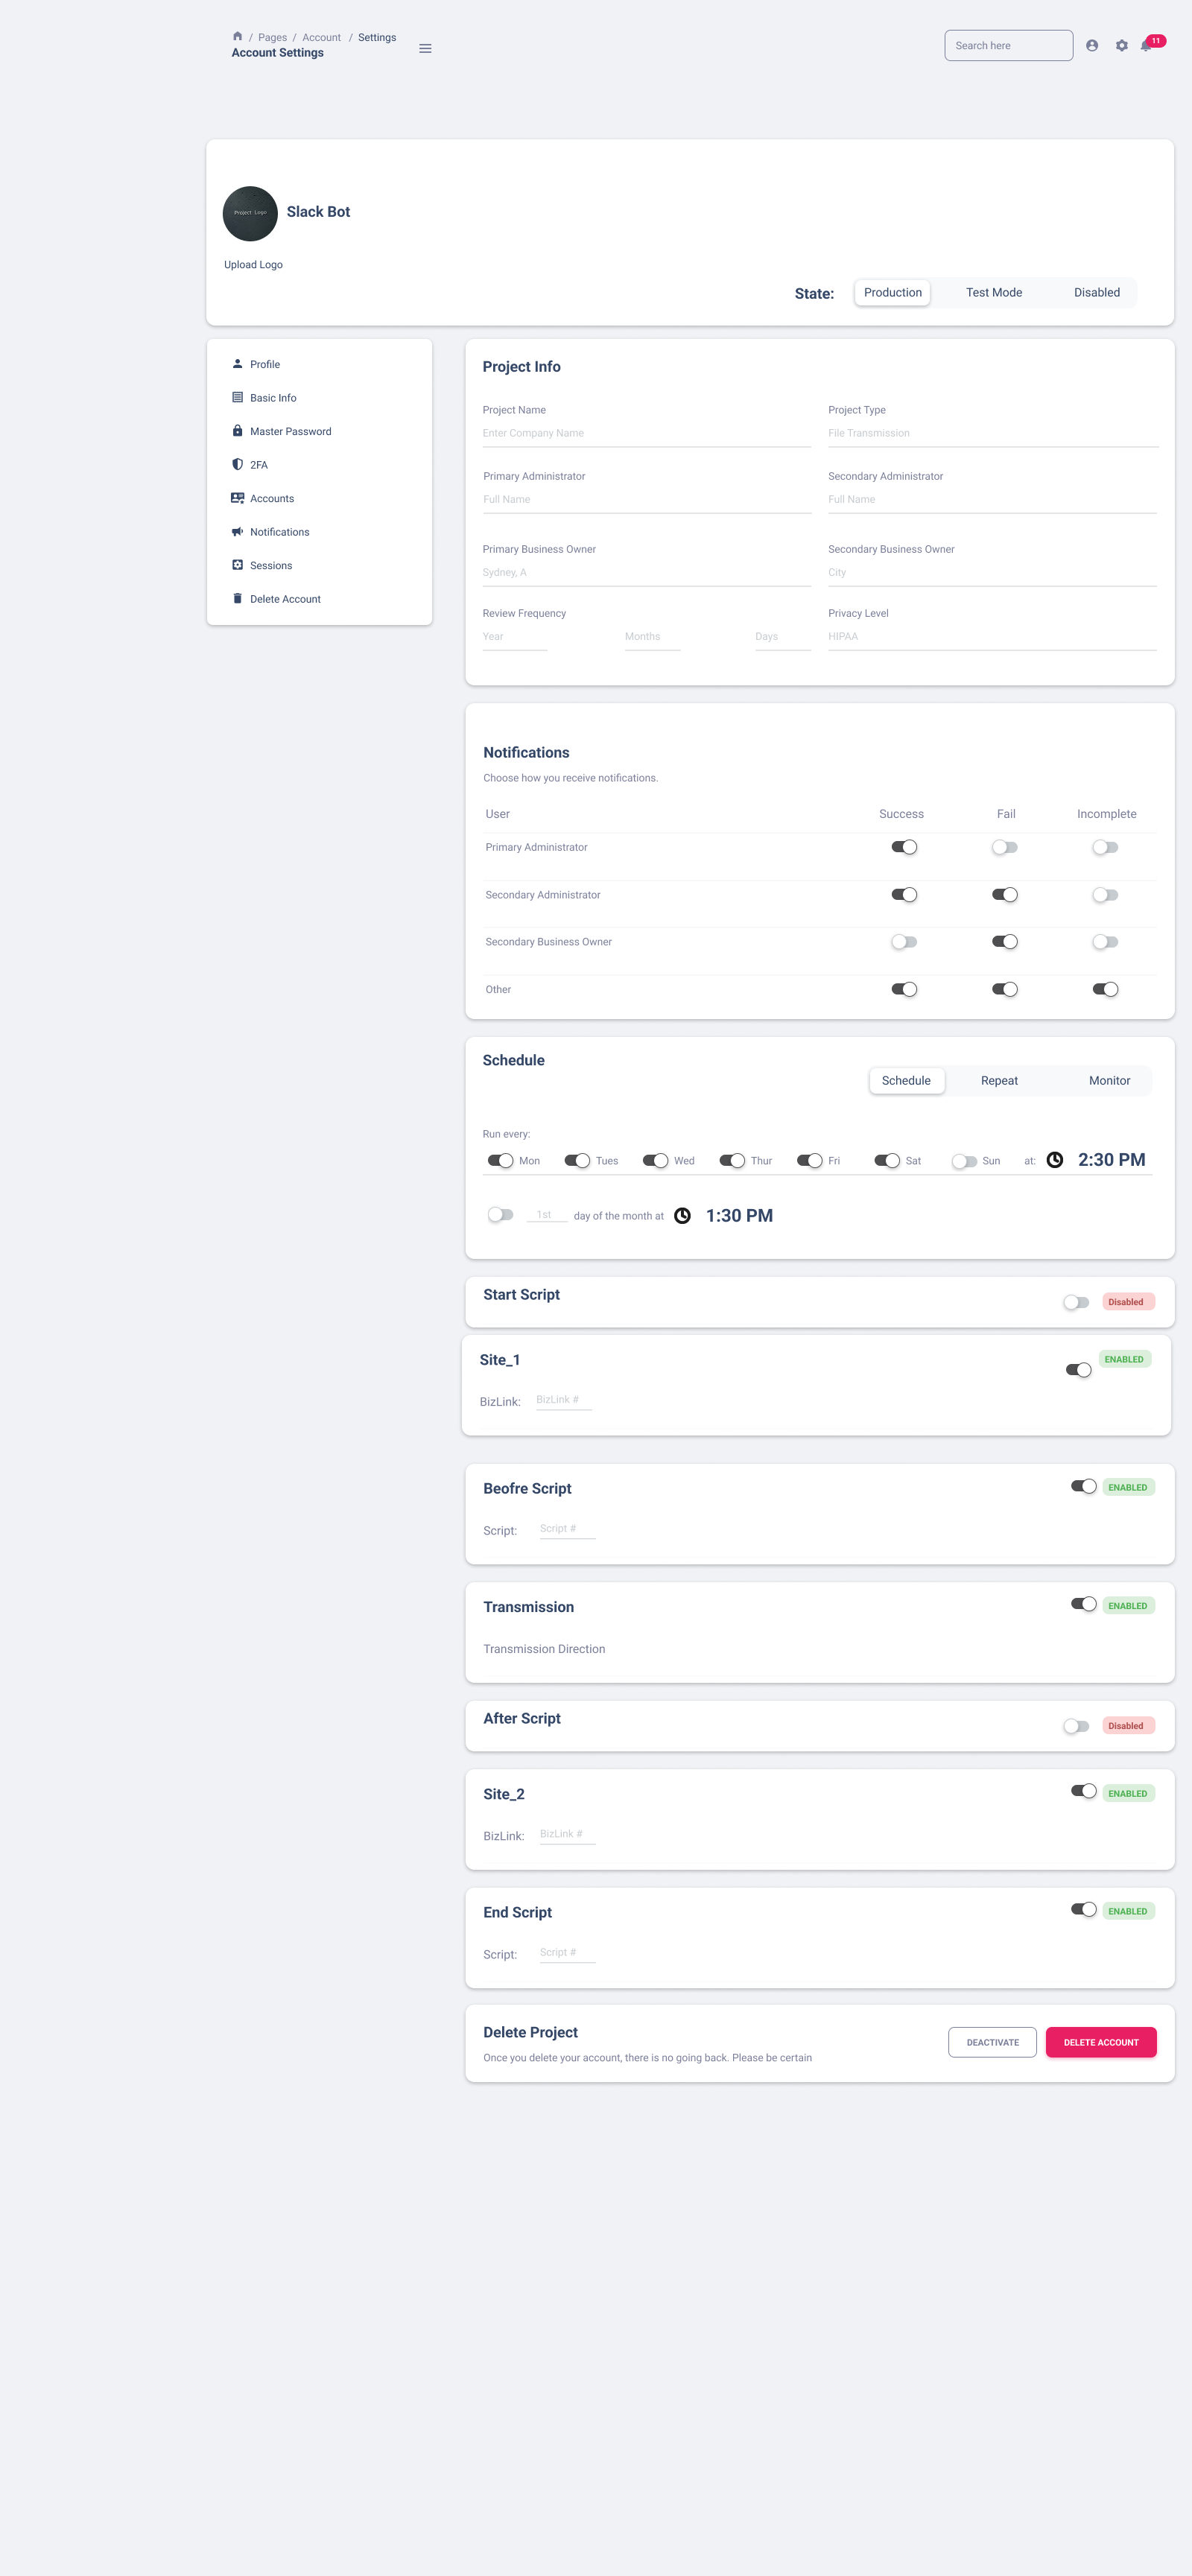 / Pages / Account / Settings
Account Settings
Search here
11
Project Logo
Slack Bot
Upload Logo
State: Production Test Mode Disabled
Profile
Basic Info
Master Password
2FA
Accounts
Notifications
Sessions
Delete Account
Project Info
Project Name Project Type
Enter Company Name File Transmission
Primary Administrator Secondary Administrator
Full Name Full Name
Primary Business Owner Secondary Business Owner
Sydney, A City
Review Frequency Privacy Level
Year Months Days HIPAA
Notifications
Choose how you receive notifications.
User Success Fail Incomplete
Primary Administrator
Secondary Administrator
Secondary Business Owner
Other
Schedule
Schedule Repeat Monitor
Run every:
Mon Tues Wed Thur Fri Sat Sun at: 2:30 PM
1st day of the month at 1:30 PM
Start Script
Disabled
Site_1
ENABLED
BizLink: BizLink #
Beofre Script
ENABLED
Script: Script #
Transmission
ENABLED
Transmission Direction
After Script
Disabled
Site_2
ENABLED
BizLink: BizLink #
End Script
ENABLED
Script: Script #
Delete Project
Once you delete your account, there is no going back. Please be certain
DEACTIVATE DELETE ACCOUNT